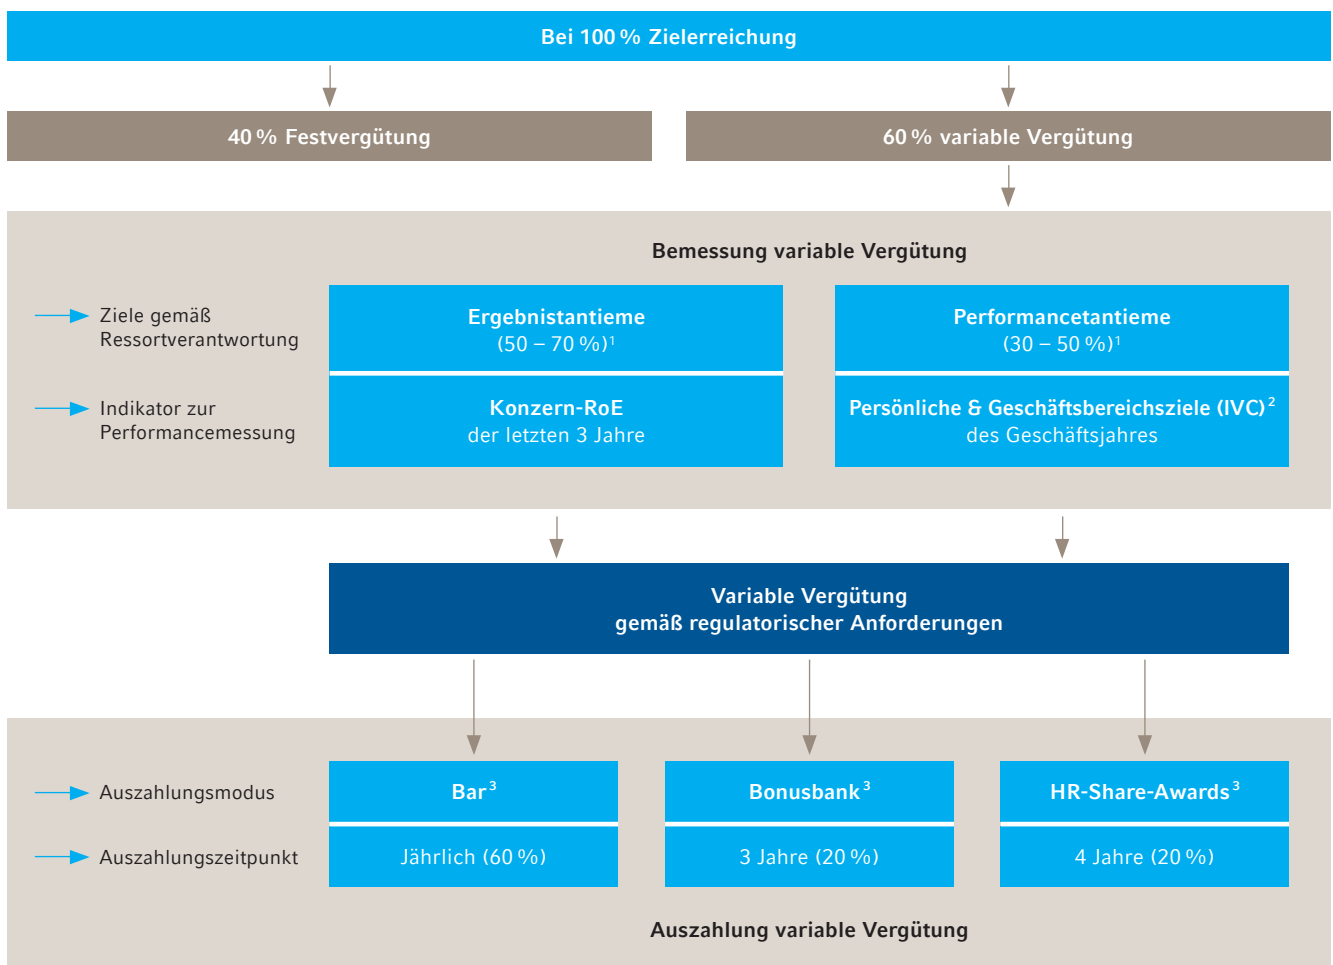 Bei 100 % Zielerreichung
40 % Festvergütung
60 % variable Vergütung
Bemessung variable Vergütung
Ziele gemäß
Ressortverantwortung
Ergebnistantieme
(50 – 70 %)¹
Performancetantieme
(30 – 50 %)¹
Indikator zur
Performancemessung
Konzern-RoE
der letzten 3 Jahre
Persönliche & Geschäftsbereichsziele (IVC)²
des Geschäftsjahres
Variable Vergütung
gemäß regulatorischer Anforderungen
Auszahlungsmodus
Bar³
Bonusbank³
HR-Share-Awards³
Auszahlungszeitpunkt
Jährlich (60 %)
3 Jahre (20 %)
4 Jahre (20 %)
Auszahlung variable Vergütung